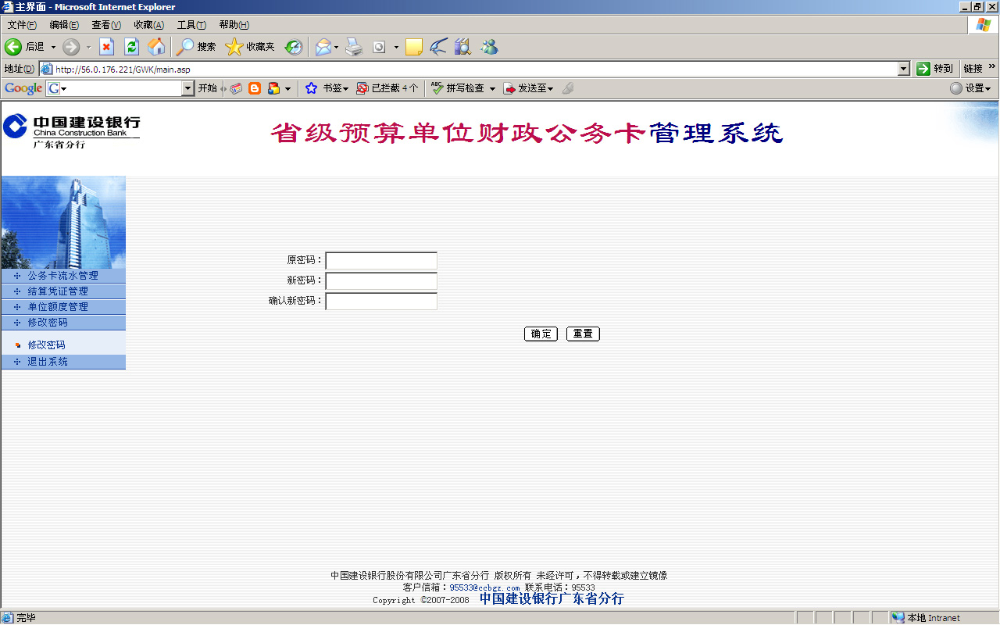 主界面 - Microsoft Internet Explorer
文件(F) 编辑(E) 查看(V) 收藏(A) 工具(T) 帮助(H)
后退 搜索 收藏夹
地址(D) http://56.0.176.221/GWK/main.asp 转到 链接 »
Google G 开始 书签 已拦截 4 个 ABC 拼写检查 发送至 设置
中国建设银行
China Construction Bank
广东省分行
省级预算单位财政公务卡管理系统
公务卡流水管理
结算凭证管理
单位额度管理
修改密码
修改密码
退出系统
原密码：
新密码：
确认新密码：
确定 重置
中国建设银行股份有限公司广东省分行 版权所有 未经许可，不得转载或建立镜像
客户信箱：95533@ccbgz.com 联系电话：95533
Copyright ©2007-2008 中国建设银行广东省分行
完毕 本地 Intranet